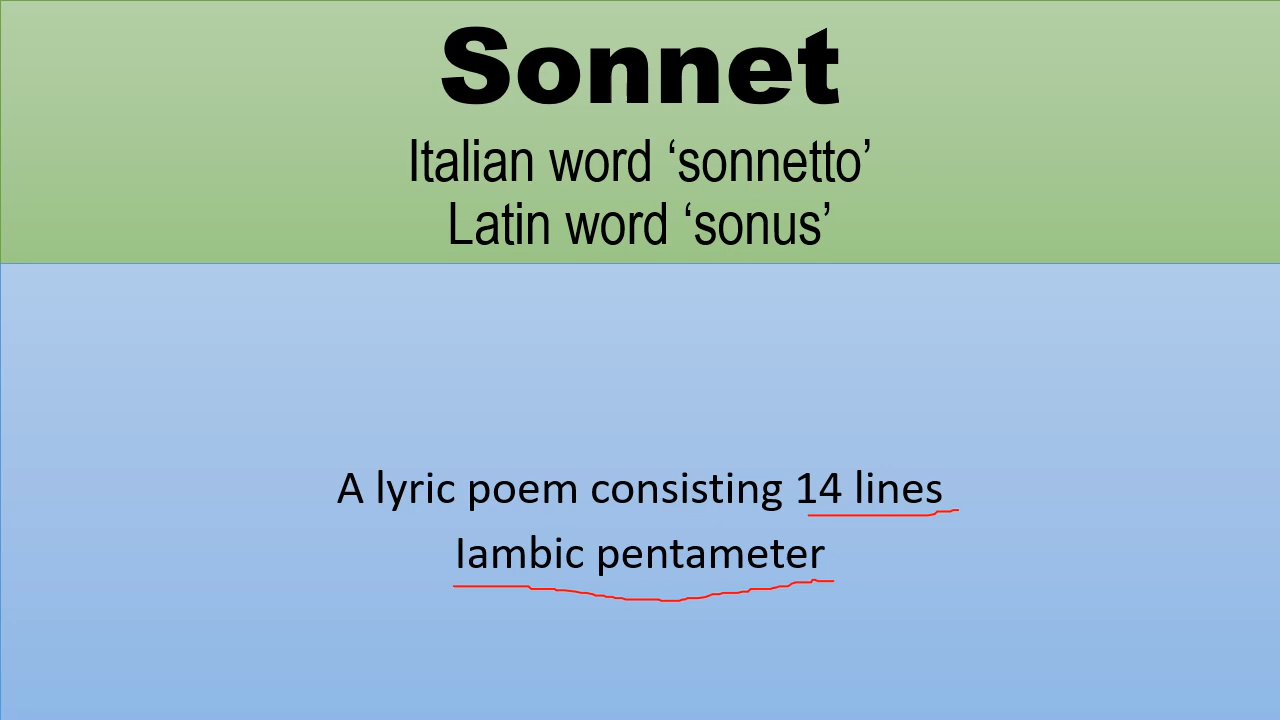 Sonnet
Italian word ‘sonnetto’
Latin word ‘sonus’
A lyric poem consisting 14 lines
Iambic pentameter